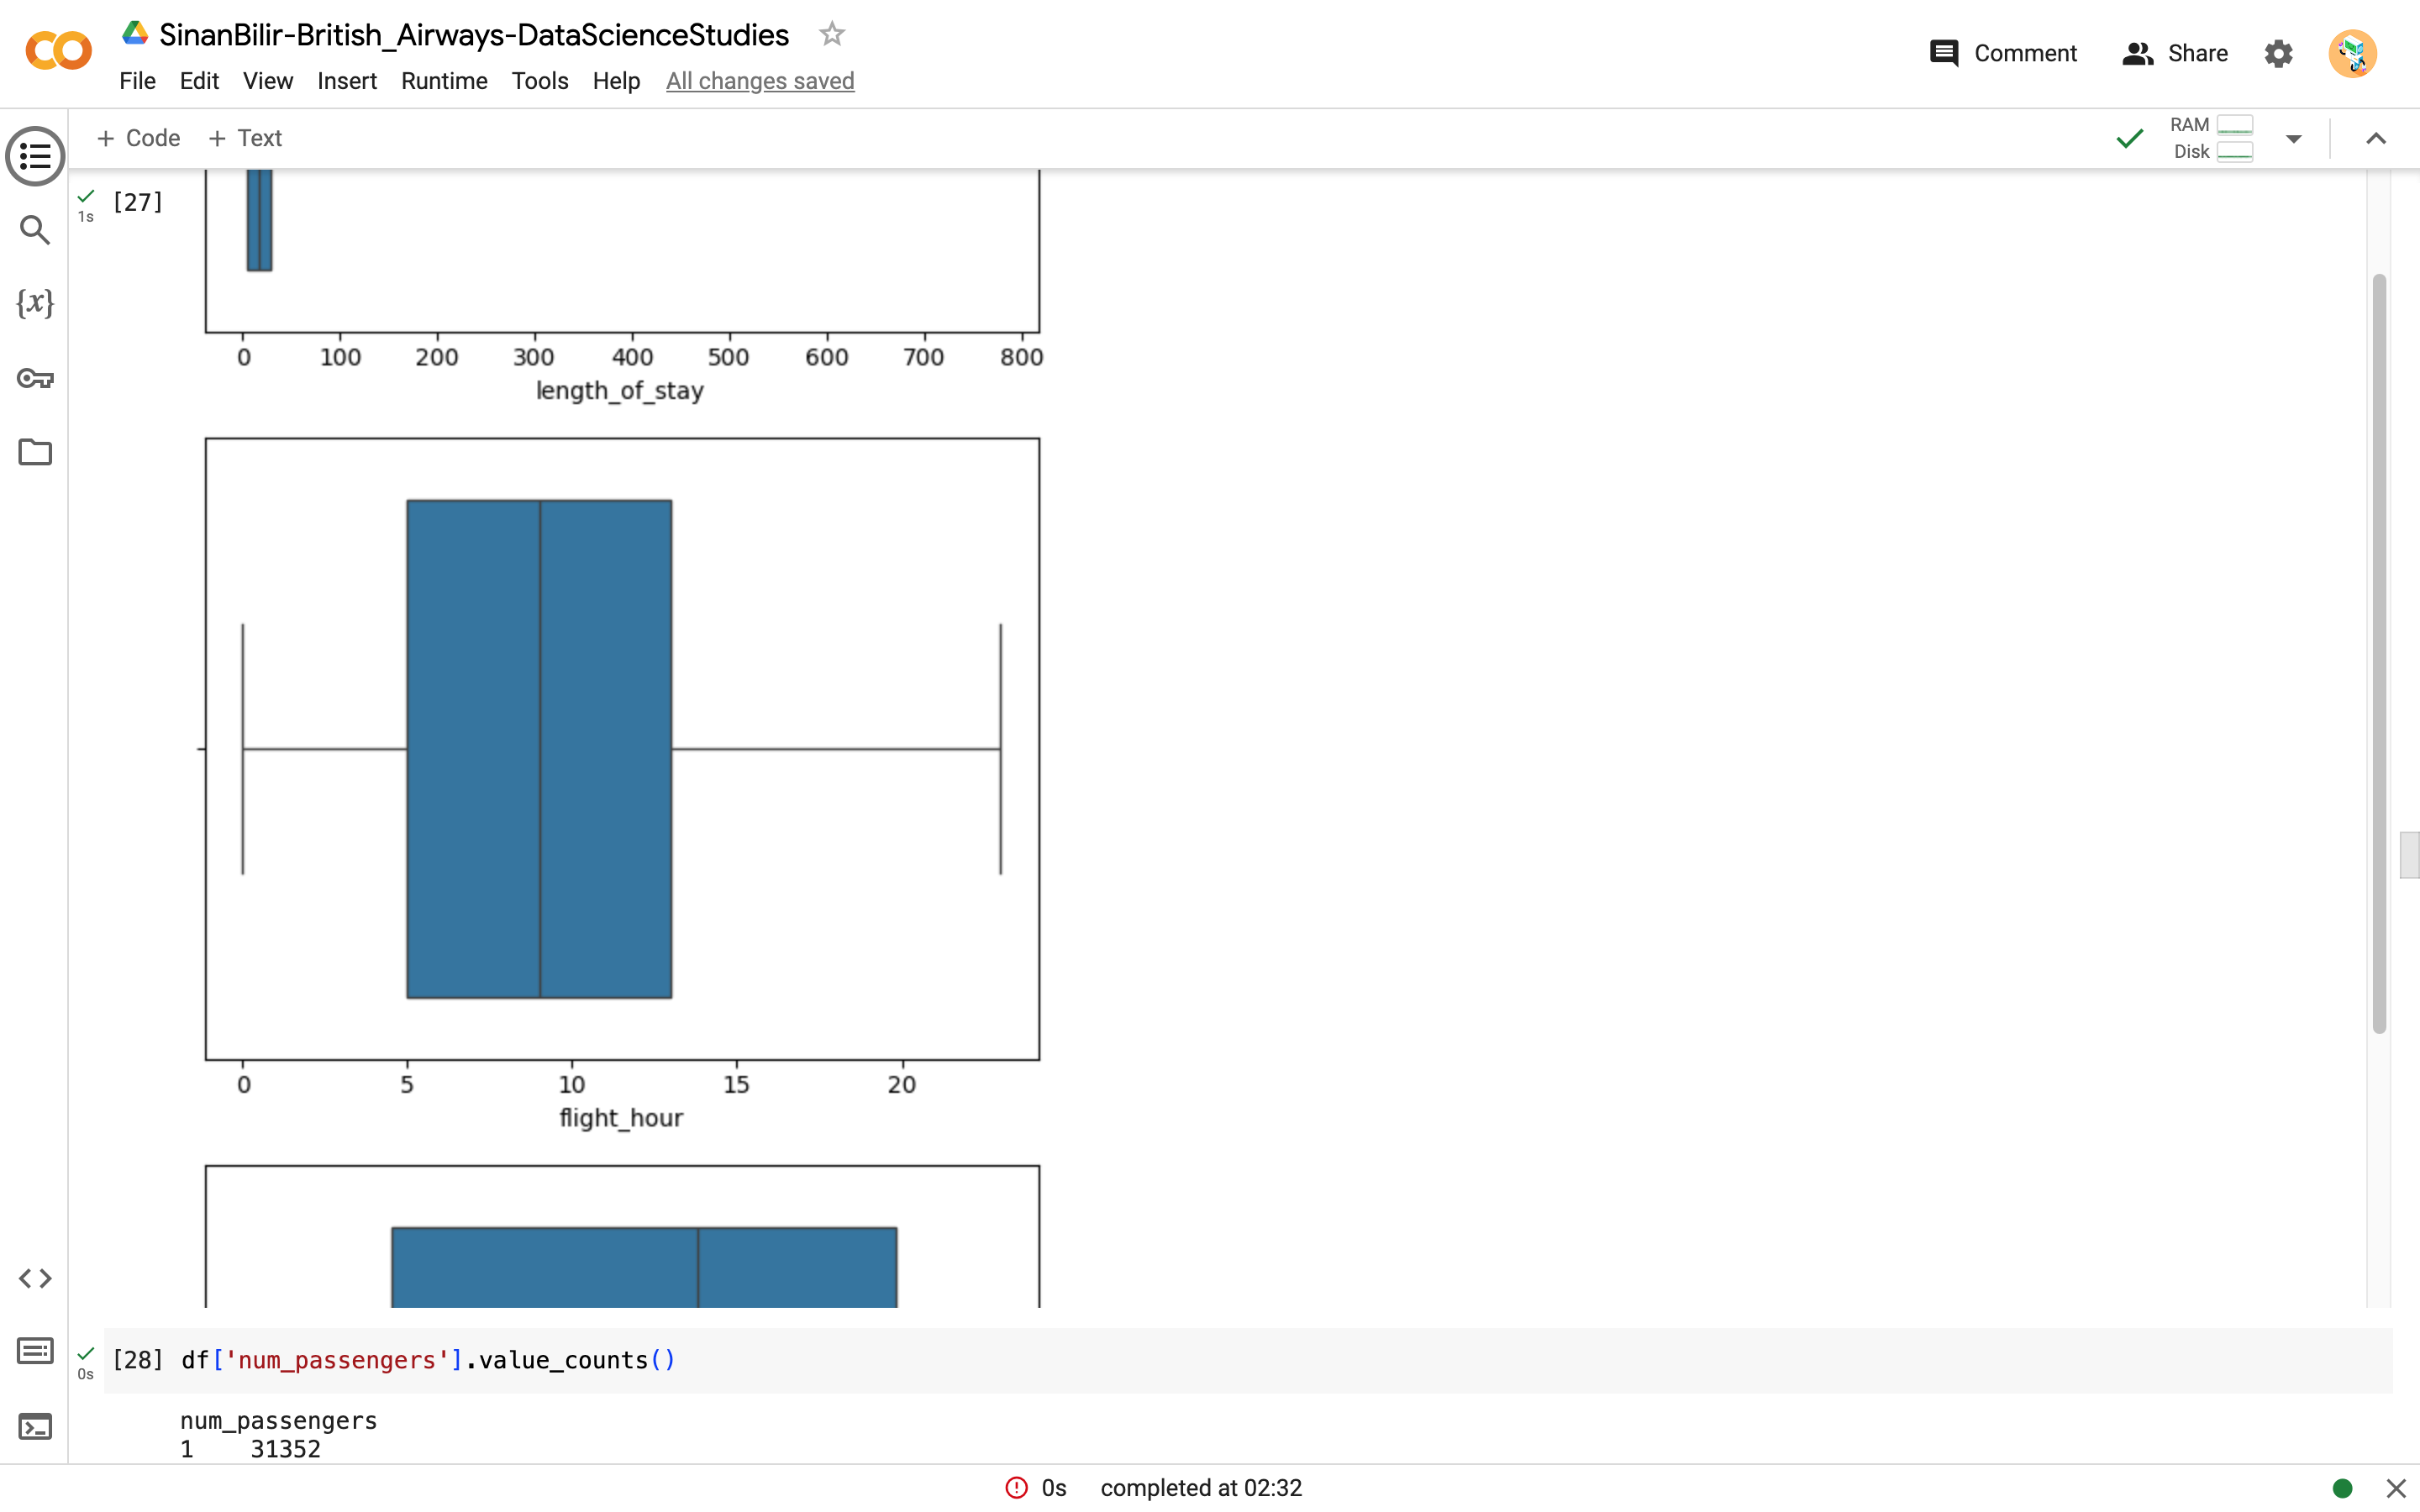 SinanBilir-British_Airways-DataScienceStudies
File Edit View Insert Runtime Tools Help All changes saved
Comment Share
+ Code + Text
RAM
Disk
[27]
1s
0 100 200 300 400 500 600 700 800
length_of_stay
0 5 10 15 20
flight_hour
[28] df['num_passengers'].value_counts()
0s
num_passengers
1 31352
0s completed at 02:32